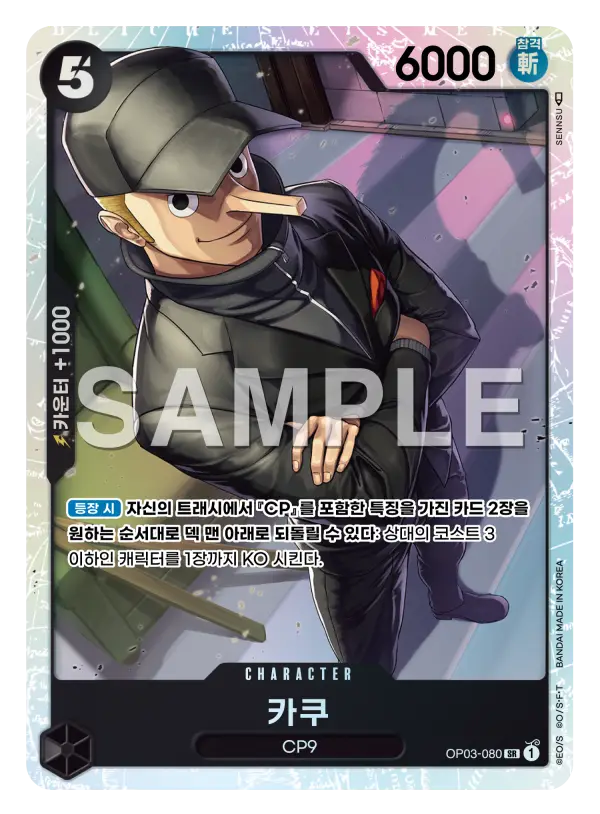 5
6000
참격
斬
SENNSU
⚡카운터 +1000
SAMPLE
등장 시 자신의 트래시에서 『CP』를 포함한 특징을 가진 카드 2장을
원하는 순서대로 덱 맨 아래로 되돌릴 수 있다: 상대의 코스트 3
이하인 캐릭터를 1장까지 KO 시킨다.
CHARACTER
카쿠
CP9
OP03-080 SR 1
©EO/S ©O/S·F·T BANDAI MADE IN KOREA